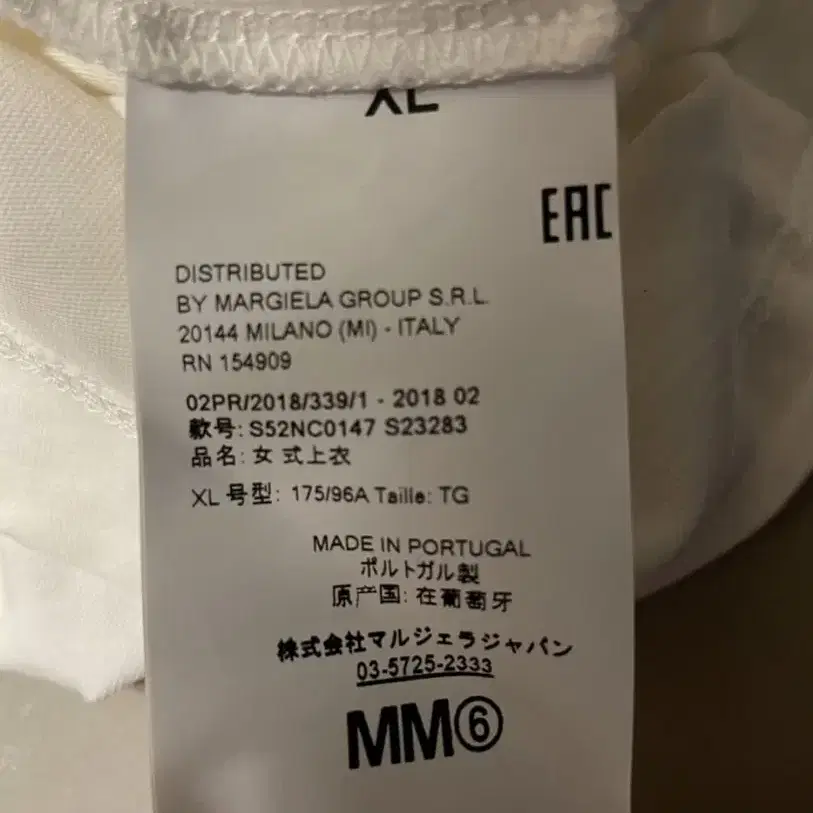 XL
EAC
DISTRIBUTED
BY MARGIELA GROUP S.R.L.
20144 MILANO (MI) - ITALY
RN 154909
02PR/2018/339/1 - 2018 02
款号: S52NC0147 S23283
品名: 女式上衣
XL 号型: 175/96A Taille: TG
MADE IN PORTUGAL
ポルトガル製
原产国: 在葡萄牙
株式会社マルジェラジャパン
03-5725-2333
MM⑥